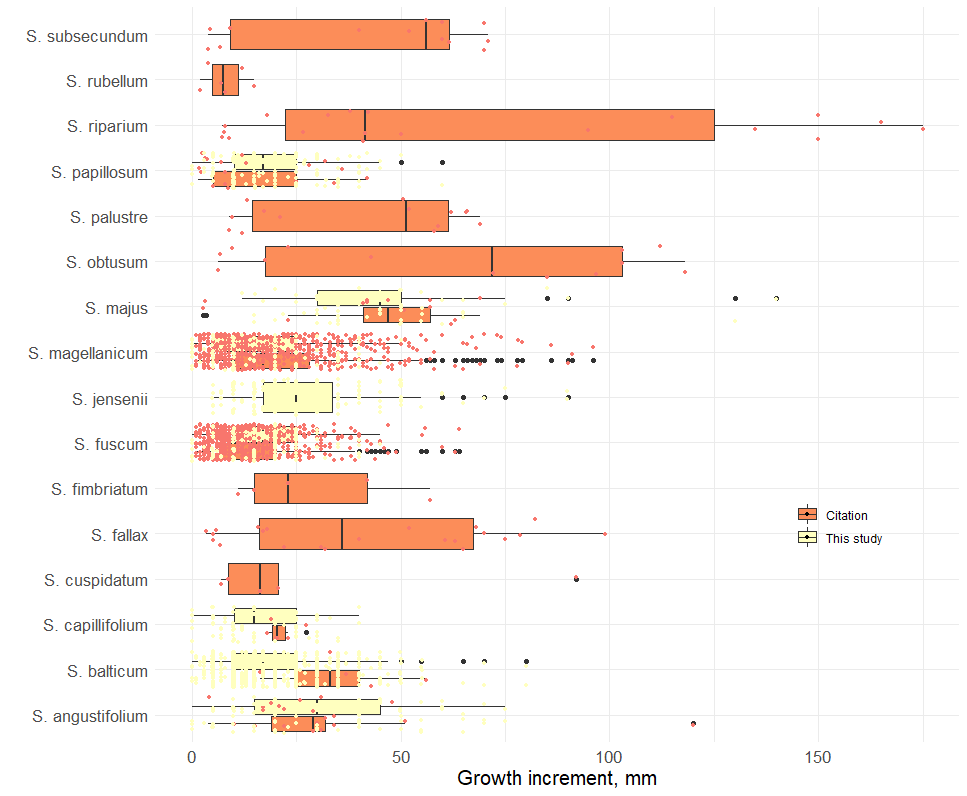 S. subsecundum
S. rubellum
S. riparium
S. papillosum
S. palustre
S. obtusum
S. majus
S. magellanicum
S. jensenii
S. fuscum
S. fimbriatum
S. fallax
S. cuspidatum
S. capillifolium
S. balticum
S. angustifolium
Citation
This study
0 50 100 150
Growth increment, mm